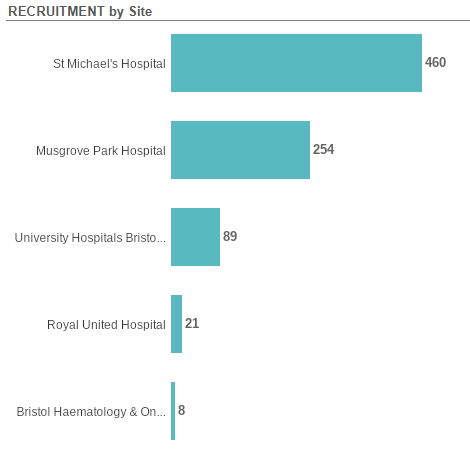 RECRUITMENT by Site
St Michael's Hospital 460
Musgrove Park Hospital 254
University Hospitals Bristo... 89
Royal United Hospital 21
Bristol Haematology & On... 8